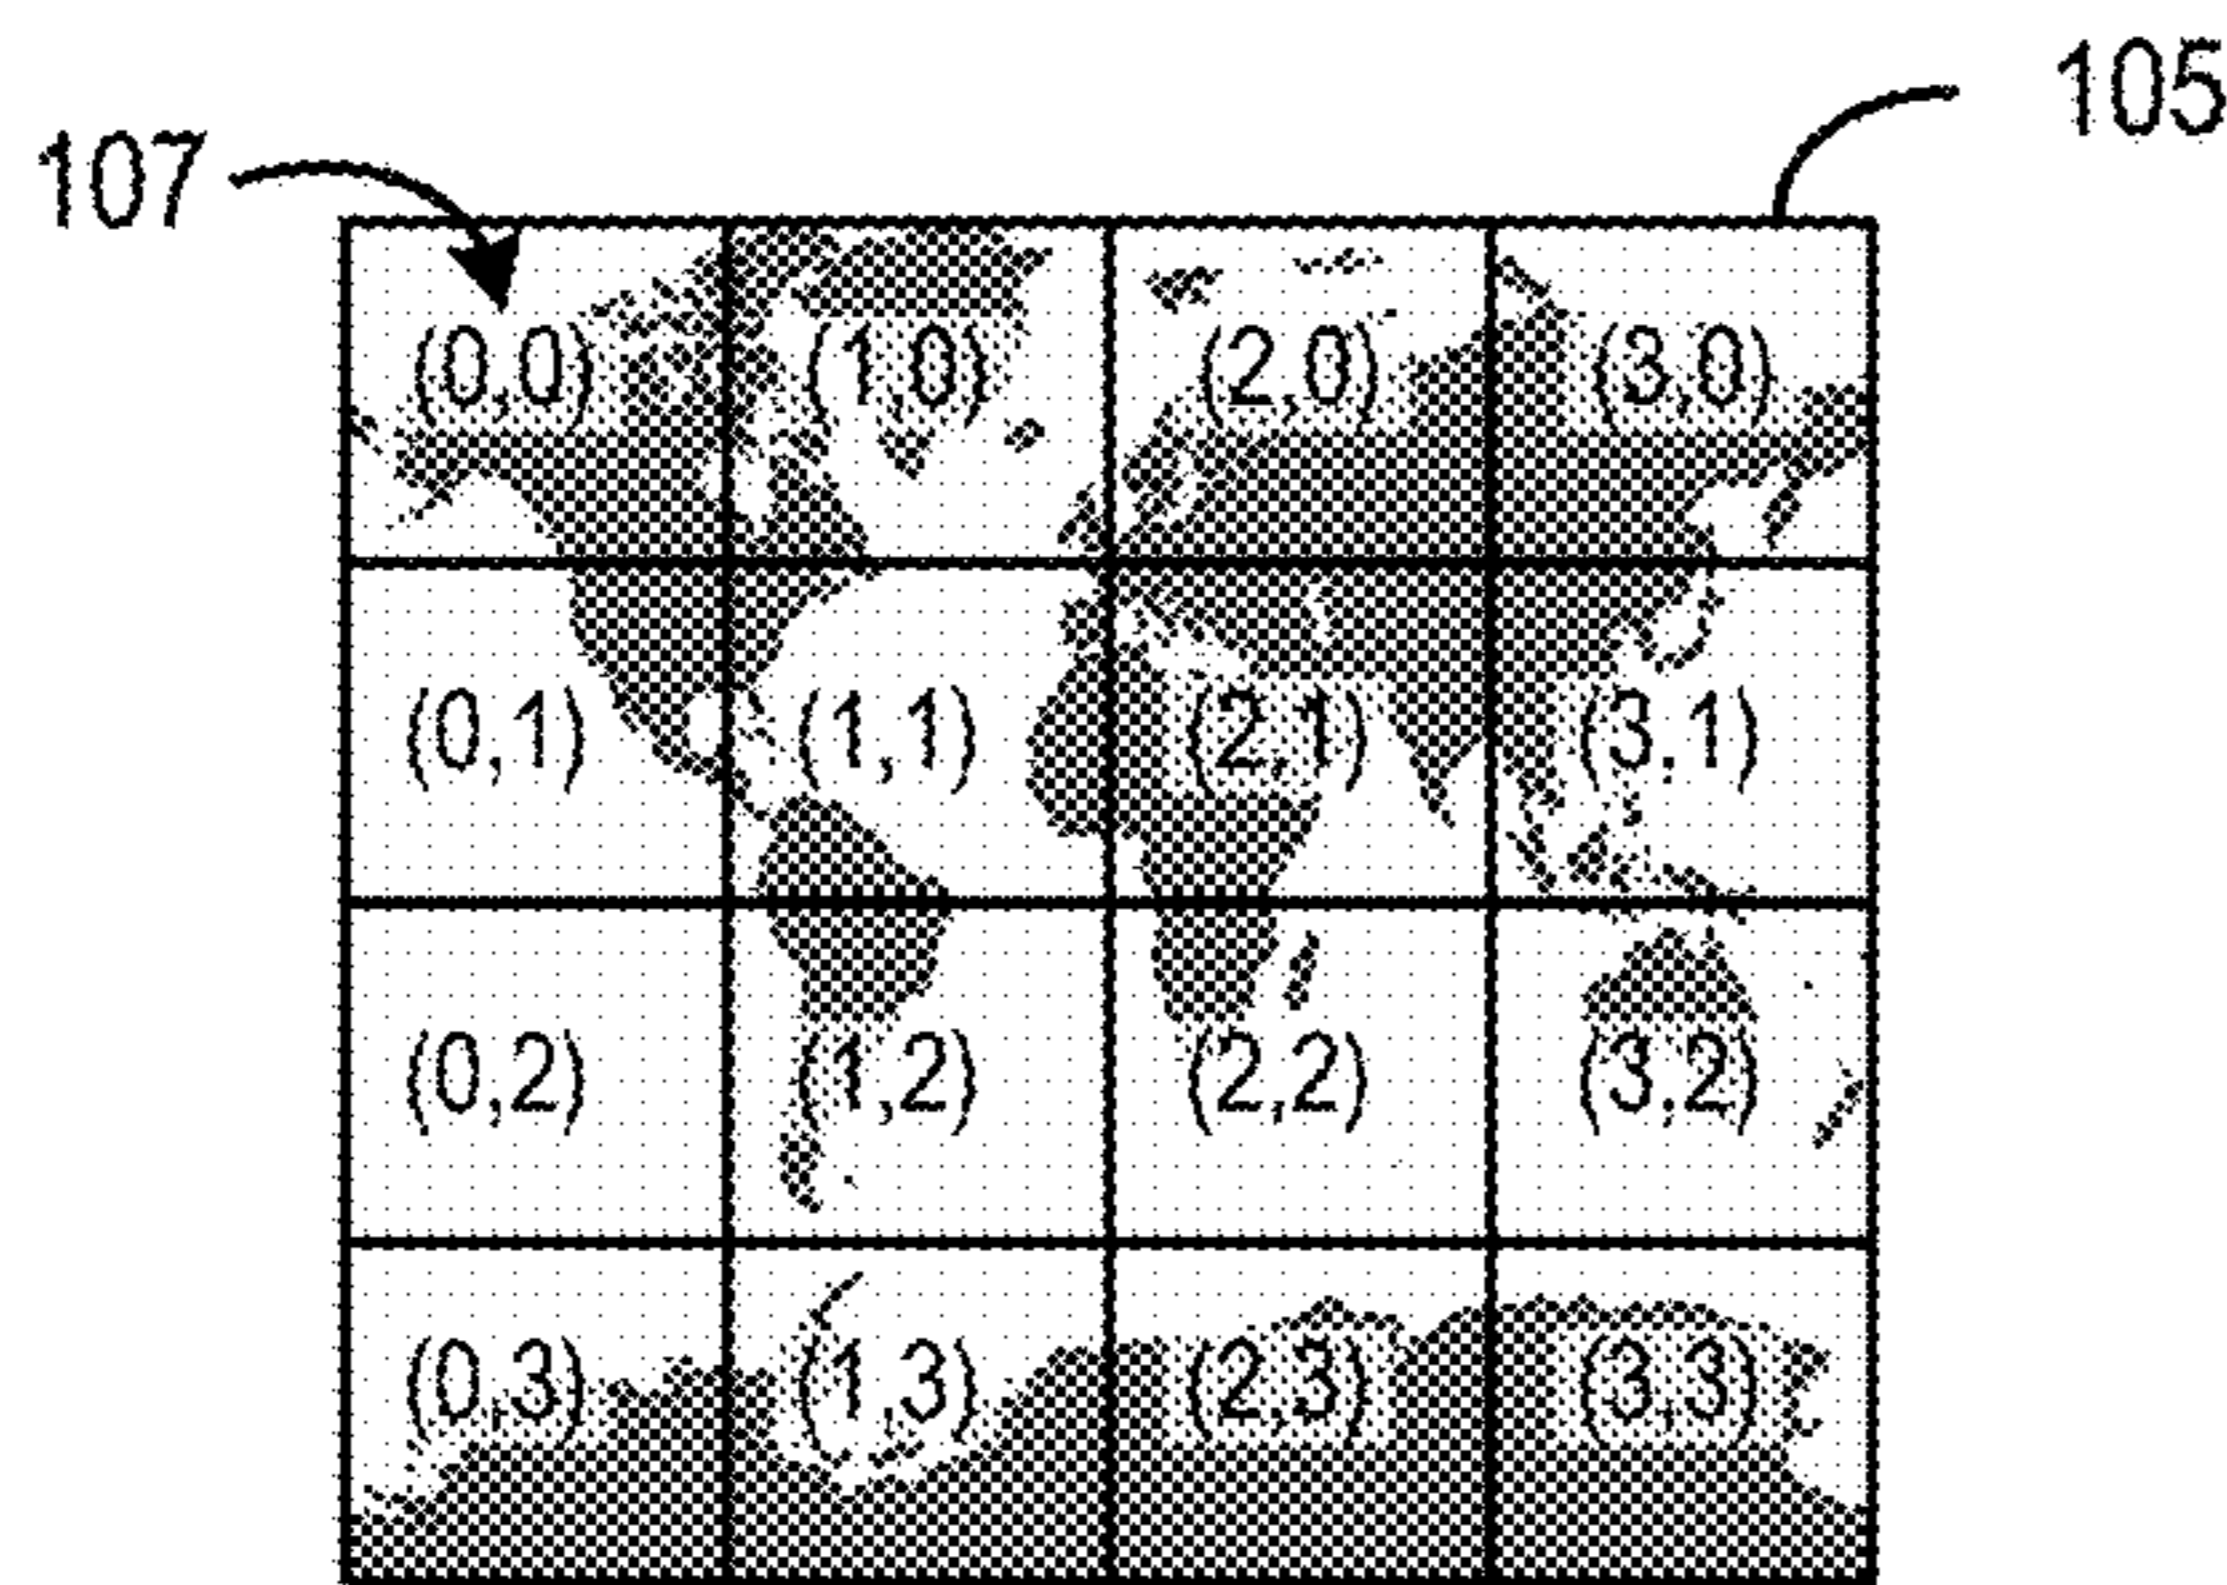 105
107
(0,0) (1,0) (2,0) (3,0)
(0,1) (1,1) (2,1) (3,1)
(0,2) (1,2) (2,2) (3,2)
(0,3) (1,3) (2,3) (3,3)